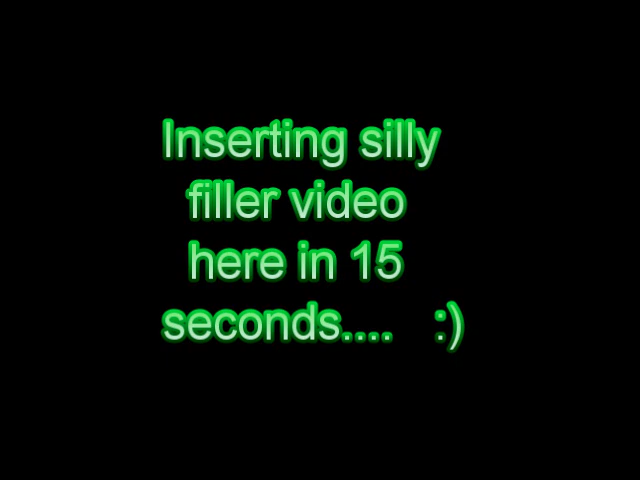 Inserting silly
filler video
here in 15
seconds.... :)